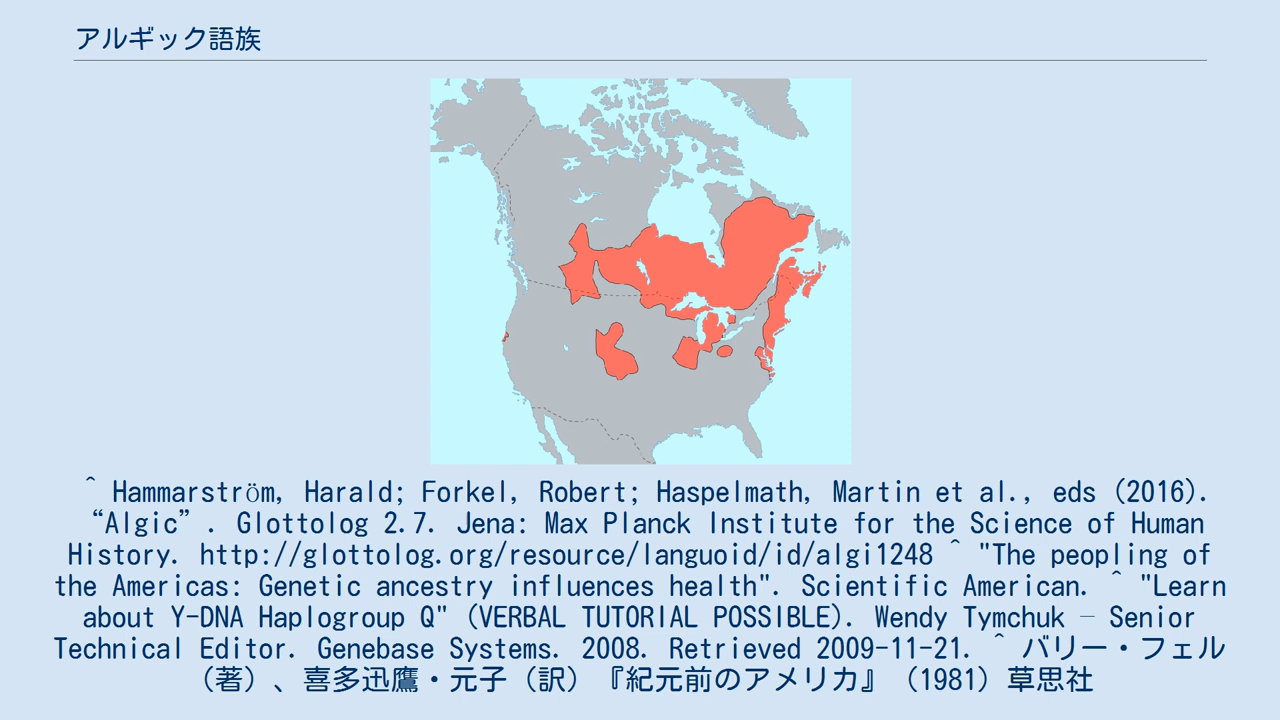 アルギック語族
^ Hammarström, Harald; Forkel, Robert; Haspelmath, Martin et al., eds (2016).
“Algic”. Glottolog 2.7. Jena: Max Planck Institute for the Science of Human
History. http://glottolog.org/resource/languoid/id/algi1248 ^ "The peopling of
the Americas: Genetic ancestry influences health". Scientific American. ^ "Learn
about Y-DNA Haplogroup Q" (VERBAL TUTORIAL POSSIBLE). Wendy Tymchuk – Senior
Technical Editor. Genebase Systems. 2008. Retrieved 2009-11-21. ^ バリー・フェル
（著）、喜多迅鷹・元子（訳）『紀元前のアメリカ』（1981）草思社